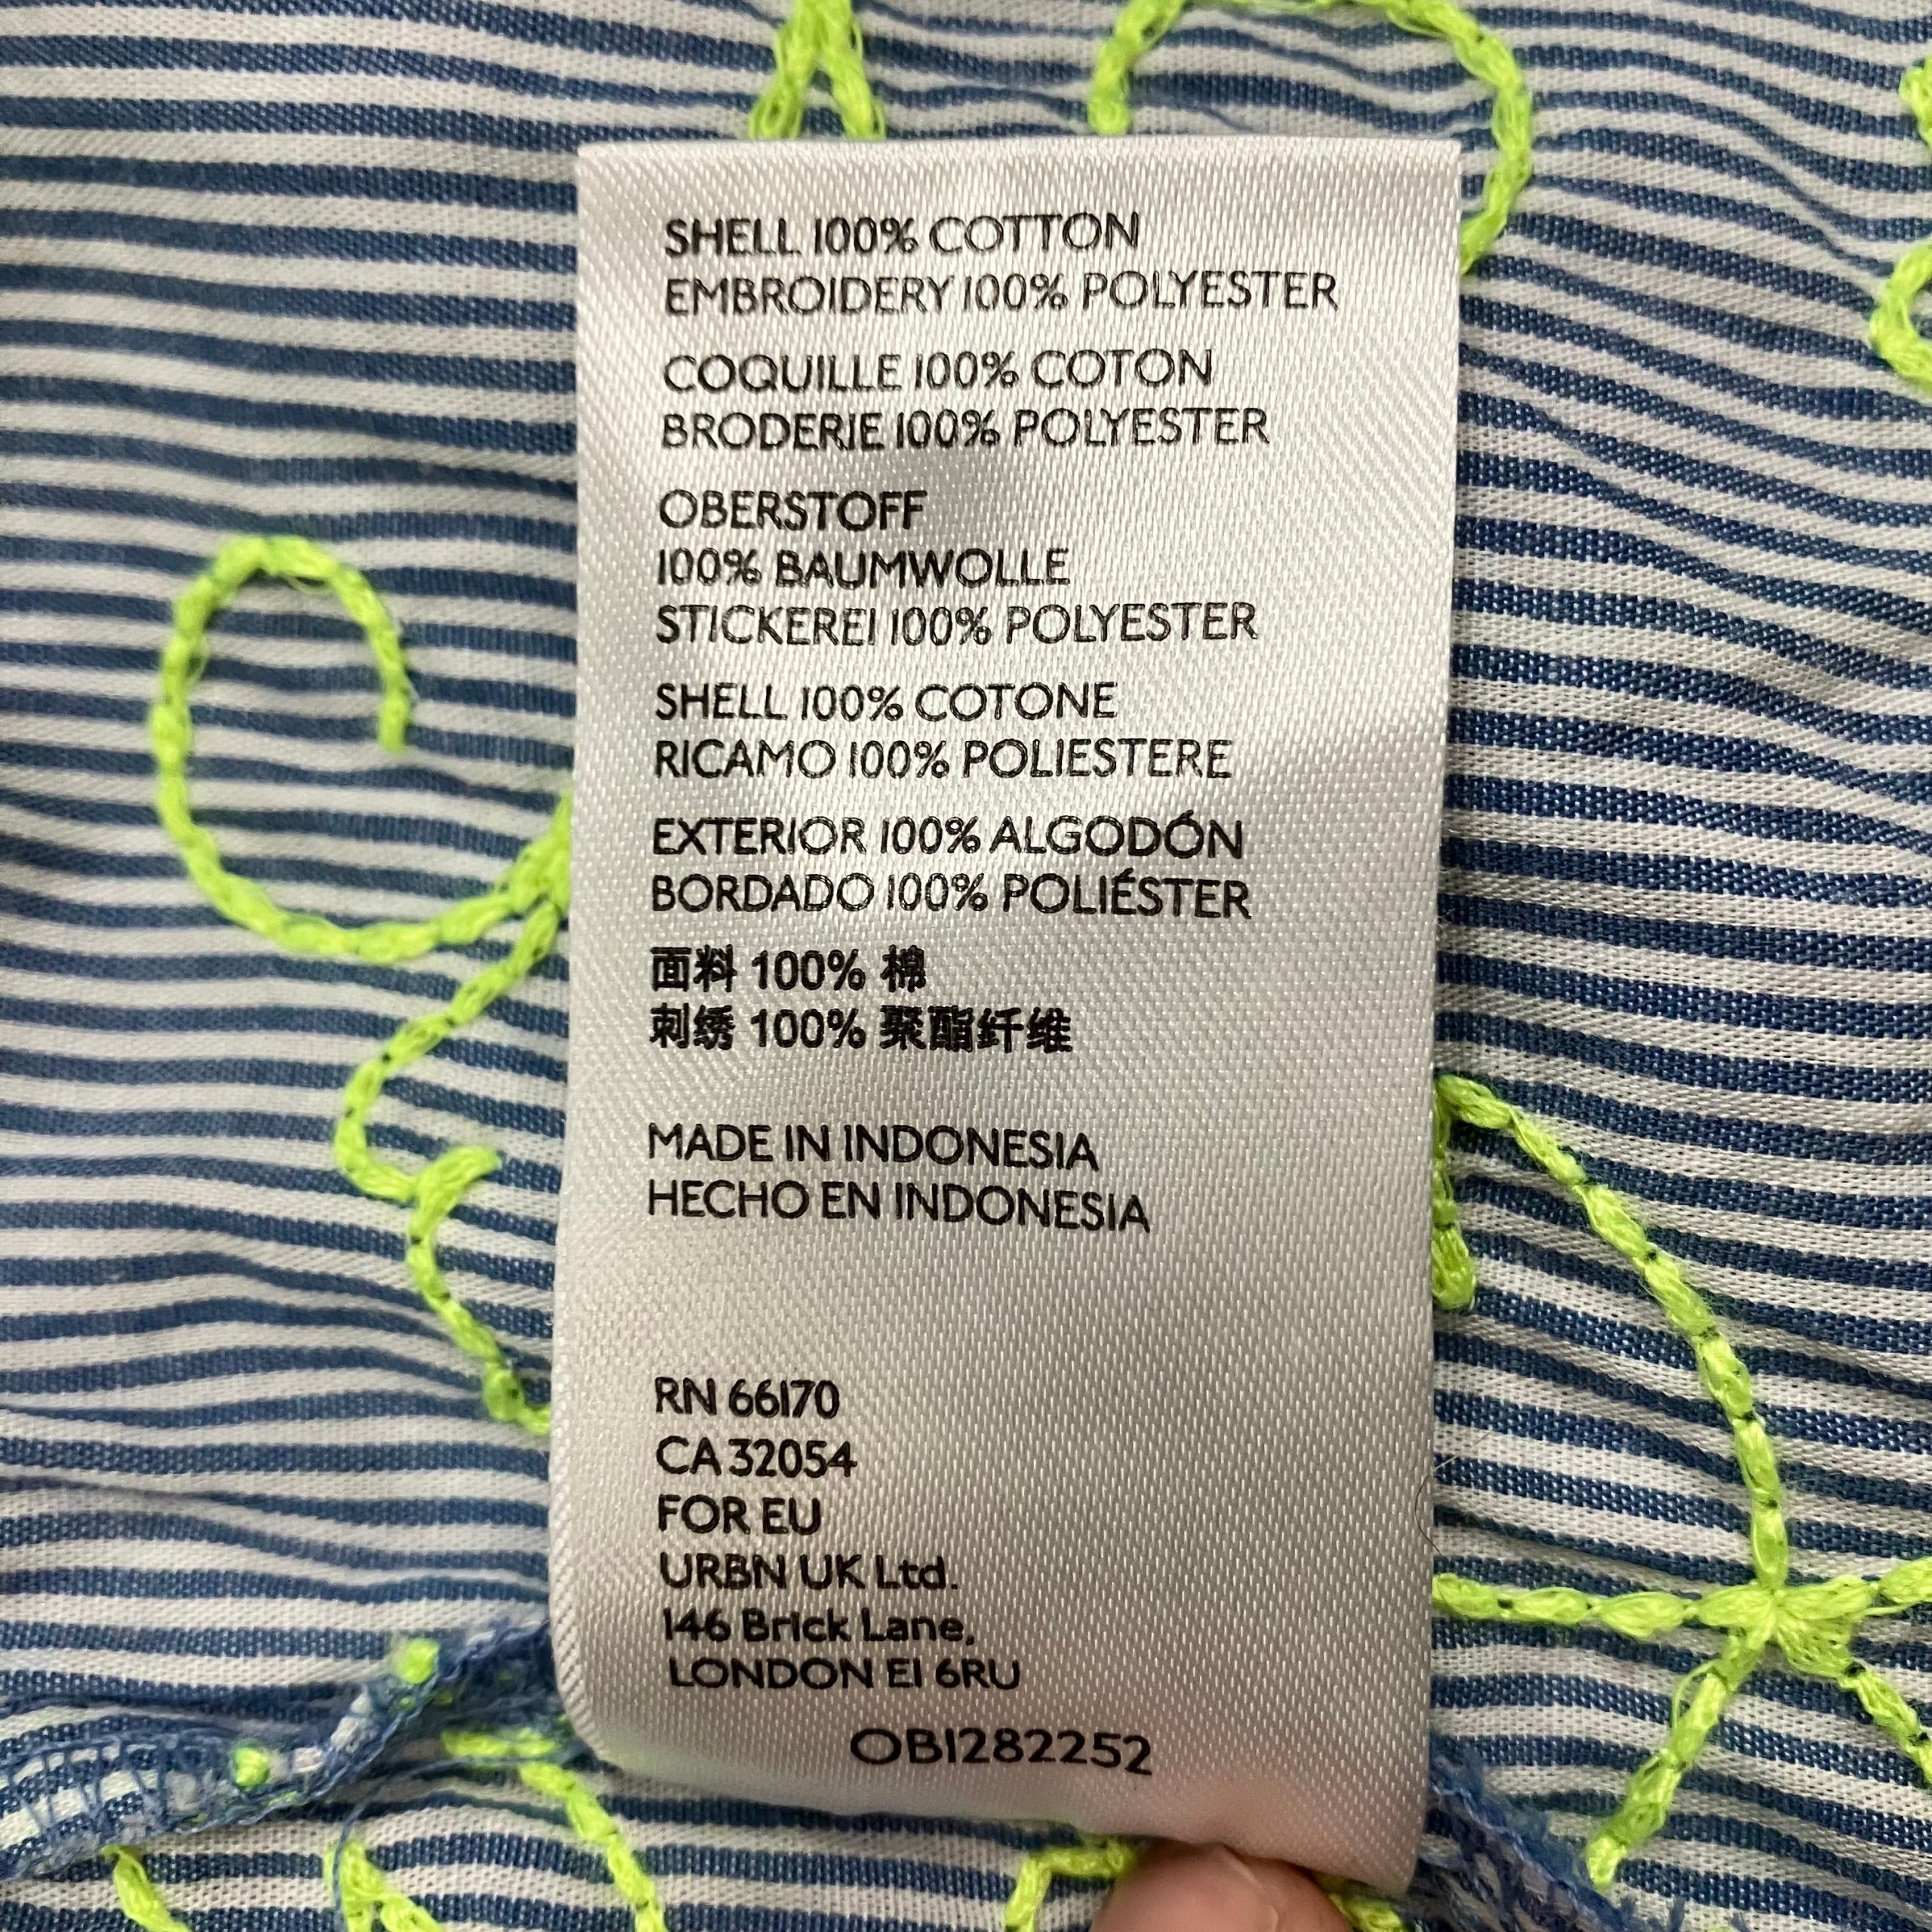 SHELL 100% COTTON
EMBROIDERY 100% POLYESTER
COQUILLE 100% COTON
BRODERIE 100% POLYESTER
OBERSTOFF
100% BAUMWOLLE
STICKEREI 100% POLYESTER
SHELL 100% COTONE
RICAMO 100% POLIESTERE
EXTERIOR 100% ALGODÓN
BORDADO 100% POLIÉSTER
面料 100% 棉
刺绣 100% 聚酯纤维
MADE IN INDONESIA
HECHO EN INDONESIA
RN 66170
CA 32054
FOR EU
URBN UK Ltd.
146 Brick Lane,
LONDON E1 6RU
OB1282252